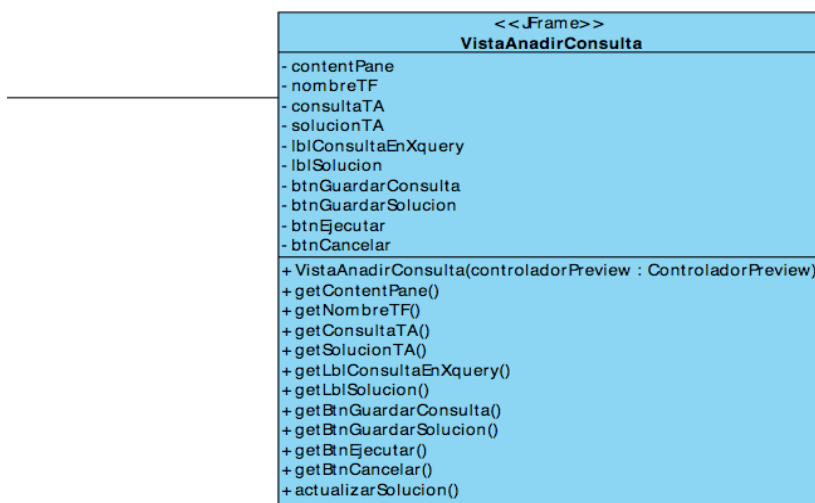 <<JFrame>>
VistaAnadirConsulta
- contentPane
- nombreTF
- consultaTA
- solucionTA
- lblConsultaEnXquery
- lblSolucion
- btnGuardarConsulta
- btnGuardarSolucion
- btnEjecutar
- btnCancelar
+ VistaAnadirConsulta(controladorPreview : ControladorPreview)
+ getContentPane()
+ getNombreTF()
+ getConsultaTA()
+ getSolucionTA()
+ getLblConsultaEnXquery()
+ getLblSolucion()
+ getBtnGuardarConsulta()
+ getBtnGuardarSolucion()
+ getBtnEjecutar()
+ getBtnCancelar()
+ actualizarSolucion()